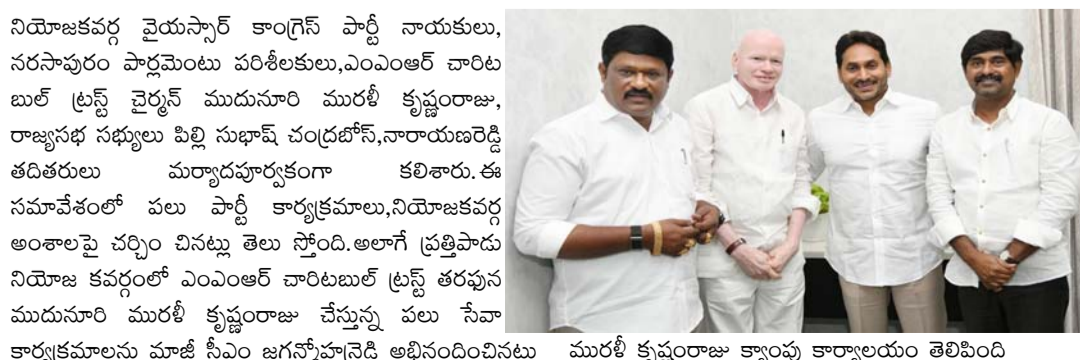 నియోజకవర్గ వైయస్సార్ కాంగ్రెస్ పార్టీ నాయకులు,
నరసాపురం పార్లమెంటు పరిశీలకులు,ఎంఎంఆర్ చారిట
బుల్ ట్రస్ట్ చైర్మన్ ముదునూరి మురళీ కృష్ణంరాజు,
రాజ్యసభ సభ్యులు పిల్లి సుభాష్ చంద్రబోస్,నారాయణరెడ్డి
తదితరులు మర్యాదపూర్వకంగా కలిశారు.ఈ
సమావేశంలో పలు పార్టీ కార్యక్రమాలు,నియోజకవర్గ
అంశాలపై చర్చిం చినట్లు తెలు స్తోంది.అలాగే ప్రత్తిపాడు
నియోజ కవర్గంలో ఎంఎంఆర్ చారిటబుల్ ట్రస్ట్ తరఫున
ముదునూరి మురళీ కృష్ణంరాజు చేస్తున్న పలు సేవా
కార్యక్రమాలను మాజీ సీఎం జగన్మోహన్రెడ్డి అభినందించినట్టు
మురళీ కృష్ణంరాజు క్యాంపు కార్యాలయం తెలిపింది